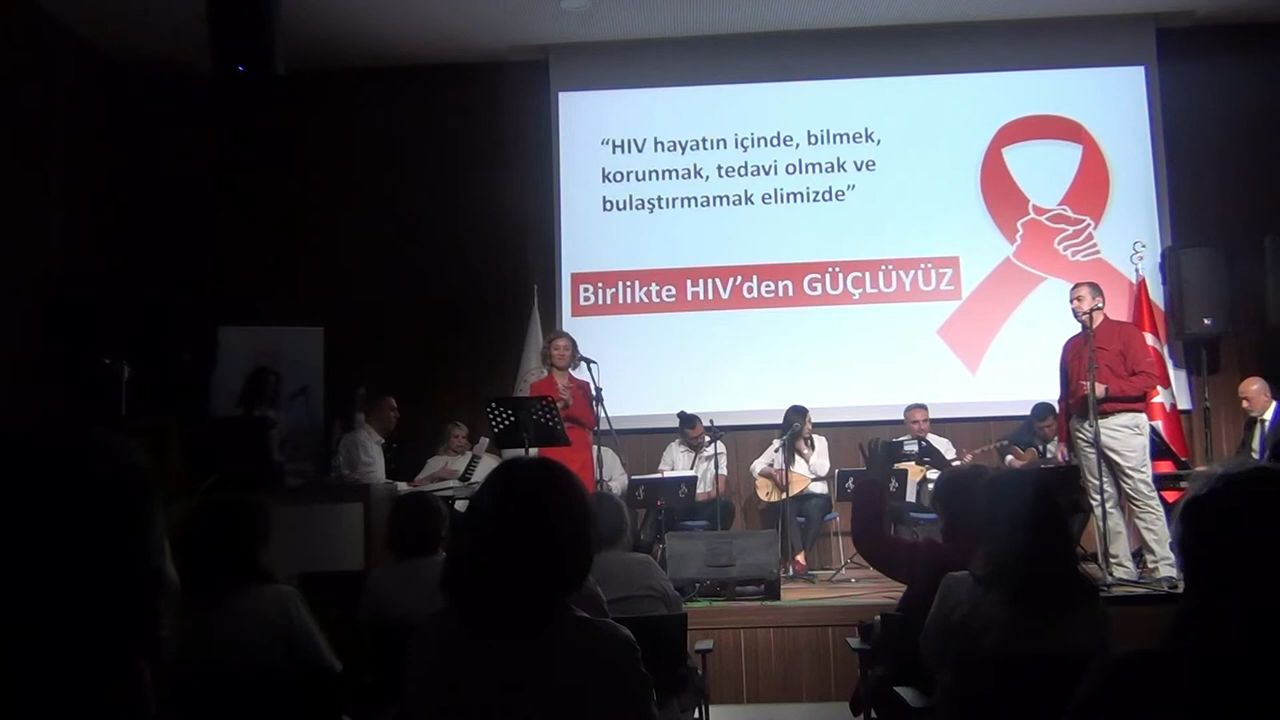 “HIV hayatın içinde, bilmek,
korunmak, tedavi olmak ve
bulaştırmamak elimizde”
Birlikte HIV’den GÜÇLÜYÜZ